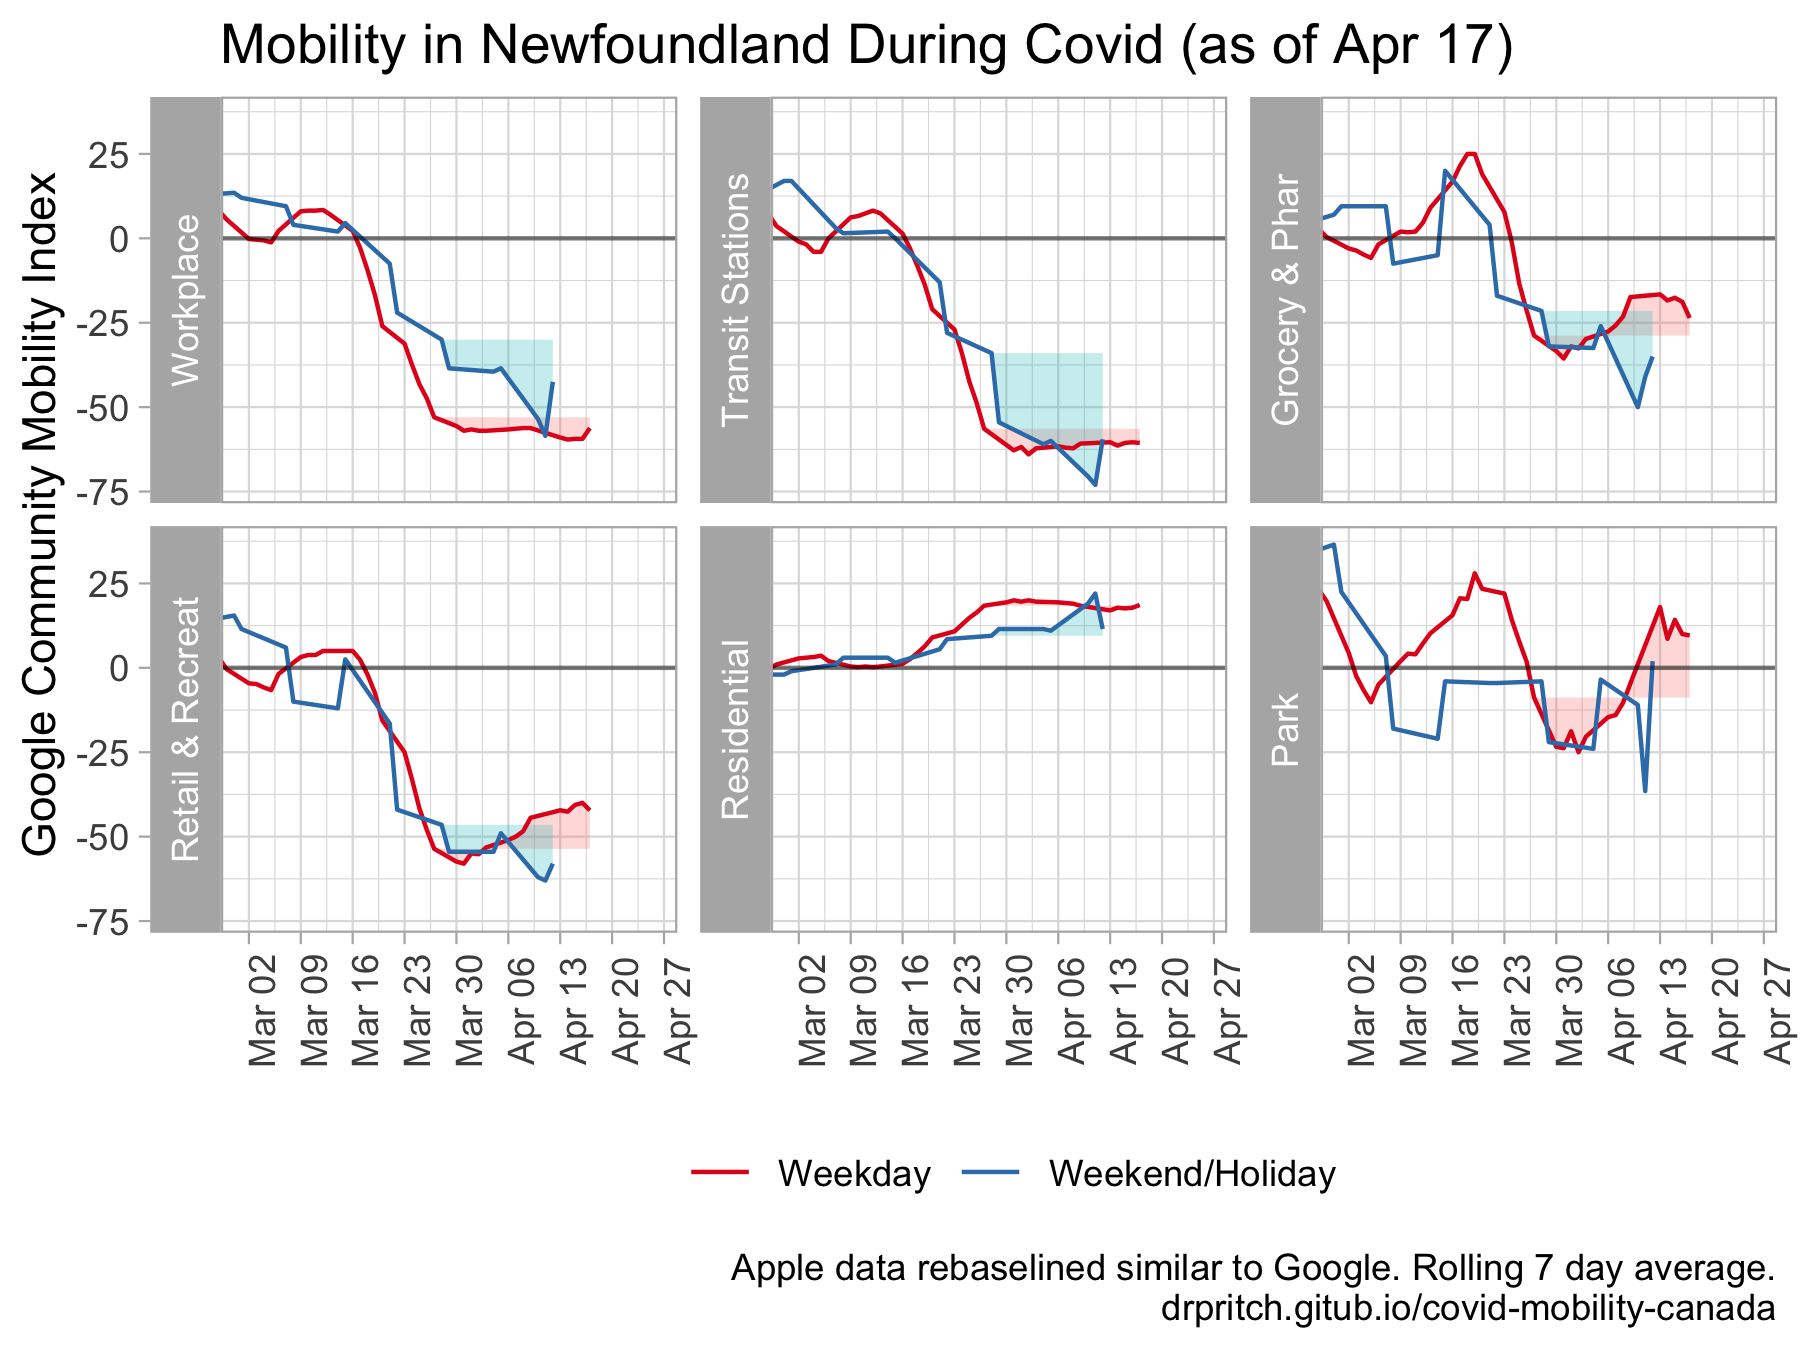 Mobility in Newfoundland During Covid (as of Apr 17)
Google Community Mobility Index
Workplace
Transit Stations
Grocery & Phar
25
0
-25
-50
-75
Retail & Recreat
Residential
Park
25
0
-25
-50
-75
Mar 02
Mar 09
Mar 16
Mar 23
Mar 30
Apr 06
Apr 13
Apr 20
Apr 27
Mar 02
Mar 09
Mar 16
Mar 23
Mar 30
Apr 06
Apr 13
Apr 20
Apr 27
Mar 02
Mar 09
Mar 16
Mar 23
Mar 30
Apr 06
Apr 13
Apr 20
Apr 27
Weekday Weekend/Holiday
Apple data rebaselined similar to Google. Rolling 7 day average.
drpritch.gitub.io/covid-mobility-canada